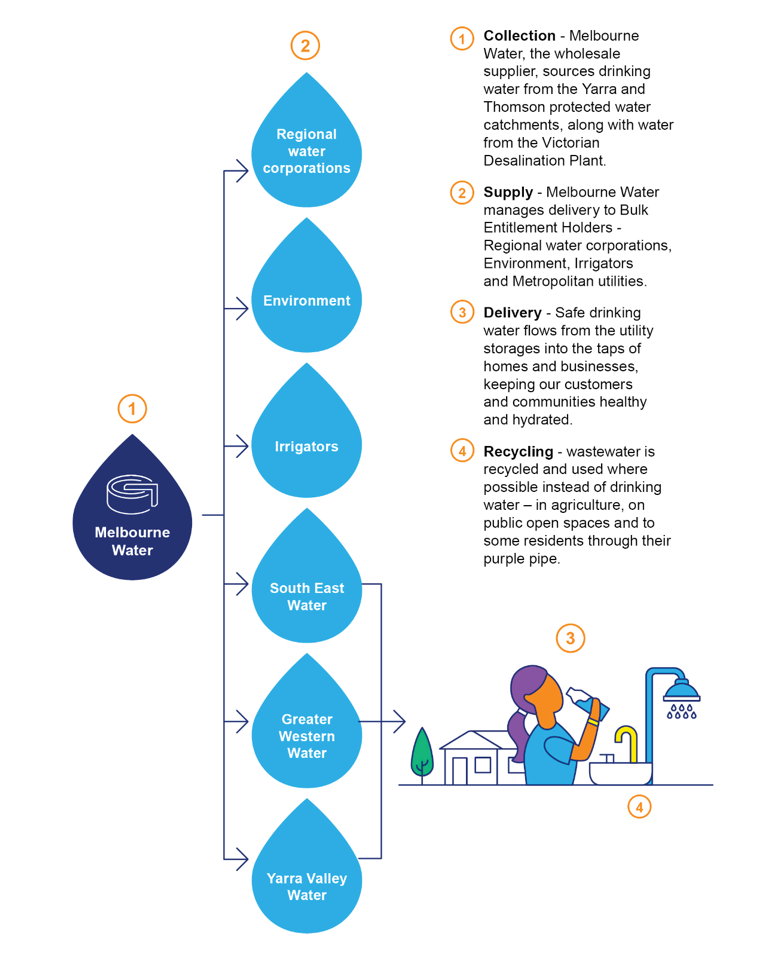 2
Regional
water
corporations
Environment
Irrigators
1
Melbourne
Water
South East
Water
Greater
Western
Water
Yarra Valley
Water
1
Collection - Melbourne
Water, the wholesale
supplier, sources drinking
water from the Yarra and
Thomson protected water
catchments, along with water
from the Victorian
Desalination Plant.
2
Supply - Melbourne Water
manages delivery to Bulk
Entitlement Holders -
Regional water corporations,
Environment, Irrigators
and Metropolitan utilities.
3
Delivery - Safe drinking
water flows from the utility
storages into the taps of
homes and businesses,
keeping our customers
and communities healthy
and hydrated.
4
Recycling - wastewater is
recycled and used where
possible instead of drinking
water – in agriculture, on
public open spaces and to
some residents through their
purple pipe.
3
4